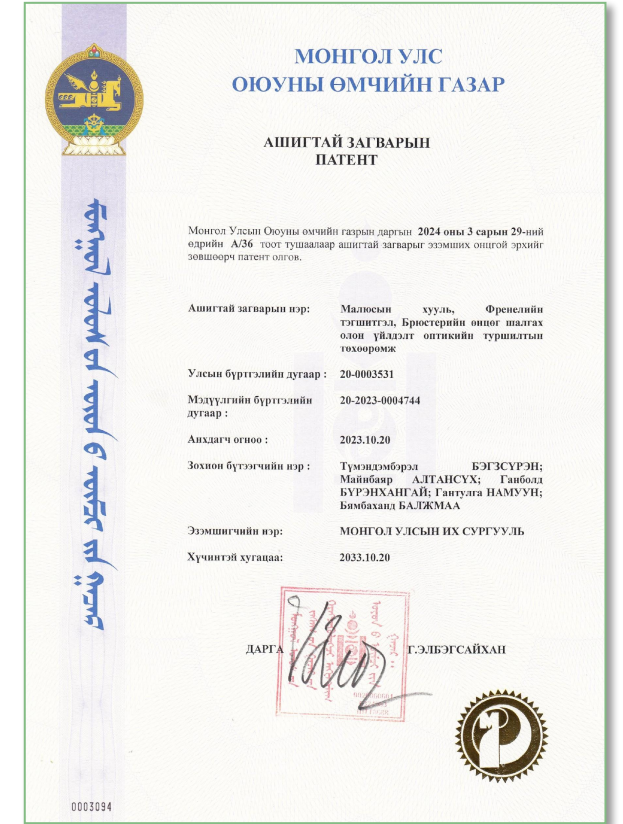 МОНГОЛ УЛС
ОЮУНЫ ӨМЧИЙН ГАЗАР
АШИГТАЙ ЗАГВАРЫН
ПАТЕНТ
Монгол Улсын Оюуны өмчийн газрын даргын 2024 оны 3 сарын 29-ний
өдрийн А/36 тоот тушаалаар ашигтай загварыг эзэмших онцгой эрхийг
зөвшөөрч патент олгов.
Ашигтай загварын нэр: Малюсын хууль, Френелийн
тэгшитгэл, Брюстерийн өнцөг шалгах
олон үйлдэлт оптикийн туршилтын
төхөөрөмж
Улсын бүртгэлийн дугаар : 20-0003531
Мэдүүлгийн бүртгэлийн 20-2023-0004744
дугаар :
Анхдагч огноо : 2023.10.20
Зохион бүтээгчийн нэр : Түмэндэмбэрэл БЭГЗСҮРЭН;
Майнбаяр АЛТАНСҮХ; Ганболд
БҮРЭНХАНГАЙ; Гантулга НАМУУН;
Бямбаханд БАЛЖМАА
Эзэмшигчийн нэр: МОНГОЛ УЛСЫН ИХ СУРГУУЛЬ
Хүчинтэй хугацаа: 2033.10.20
ДАРГА Г.ЭЛБЭГСАЙХАН
0003094